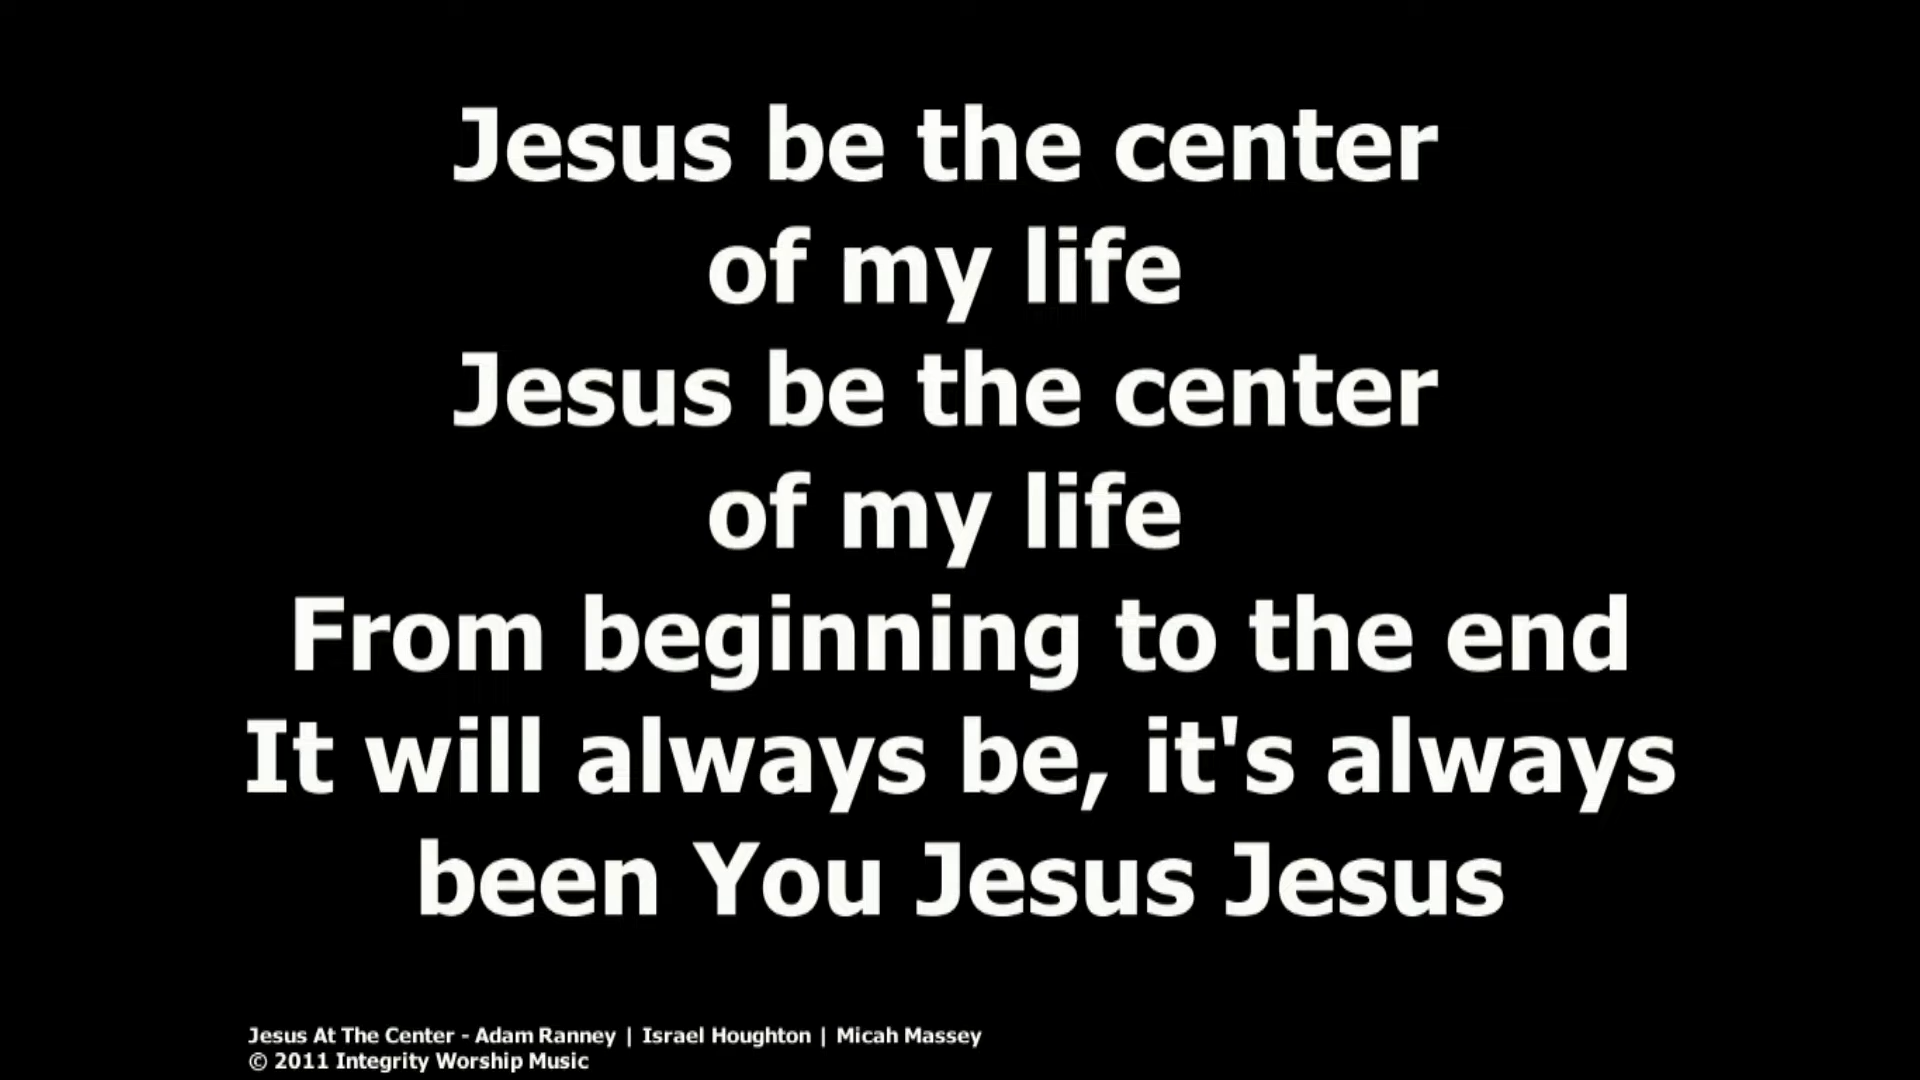 Jesus be the center
of my life
Jesus be the center
of my life
From beginning to the end
It will always be, it's always
been You Jesus Jesus
Jesus At The Center - Adam Ranney | Israel Houghton | Micah Massey
© 2011 Integrity Worship Music